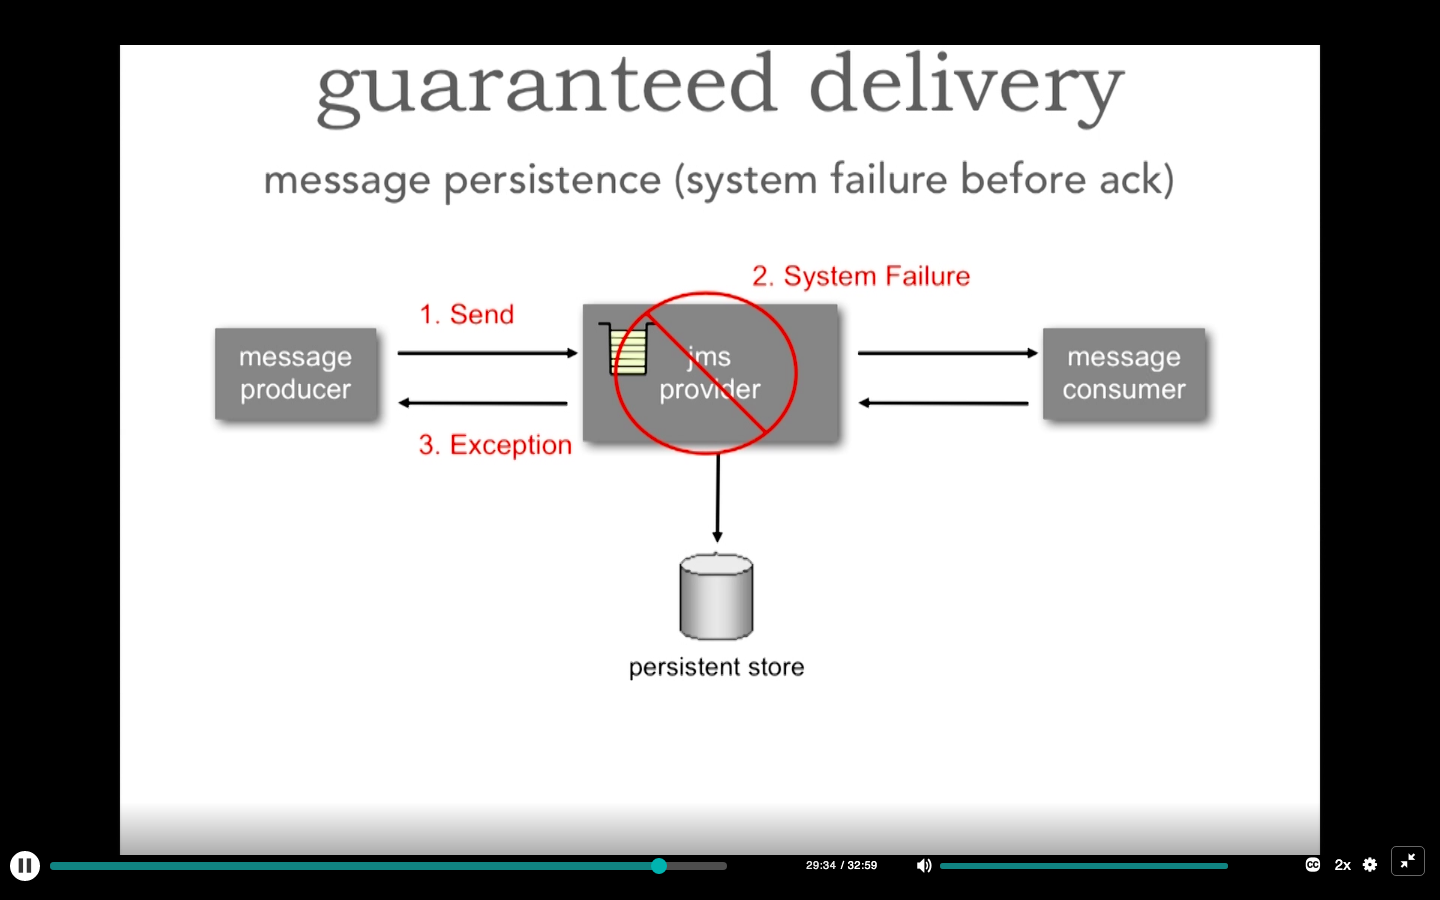 guaranteed delivery
message persistence (system failure before ack)
2. System Failure
1. Send
message
producer
jms
provider
message
consumer
3. Exception
persistent store
29:34 / 32:59
CC
2x